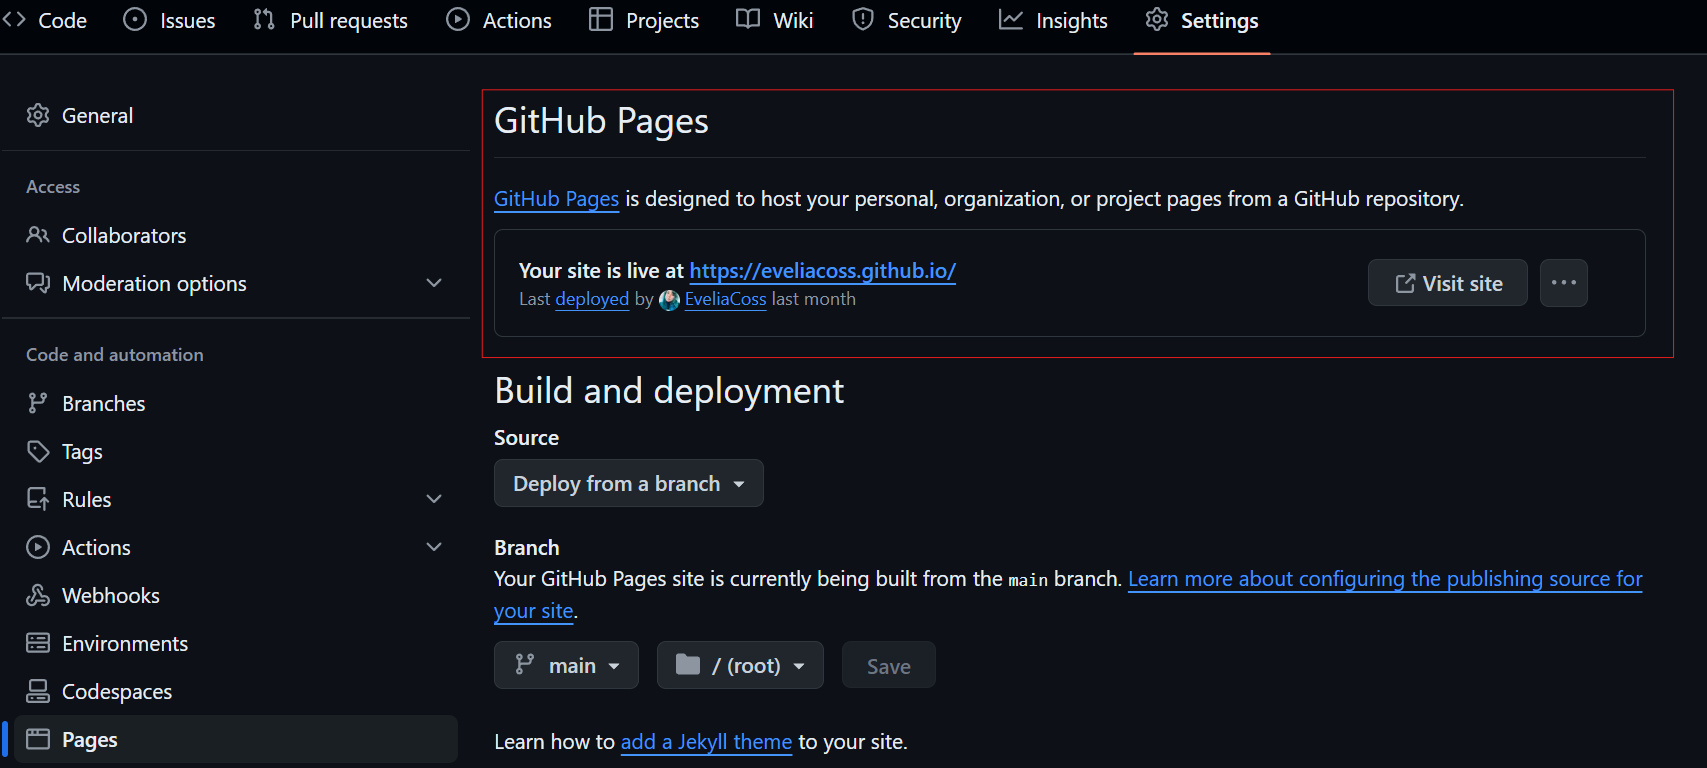 Code Issues Pull requests Actions Projects Wiki Security Insights Settings
General
Access
Collaborators
Moderation options
Code and automation
Branches
Tags
Rules
Actions
Webhooks
Environments
Codespaces
Pages
GitHub Pages
GitHub Pages is designed to host your personal, organization, or project pages from a GitHub repository.
Your site is live at https://eveliacoss.github.io/
Last deployed by EveliaCoss last month
Visit site
Build and deployment
Source
Deploy from a branch
Branch
Your GitHub Pages site is currently being built from the main branch. Learn more about configuring the publishing source for
your site.
main / (root) Save
Learn how to add a Jekyll theme to your site.